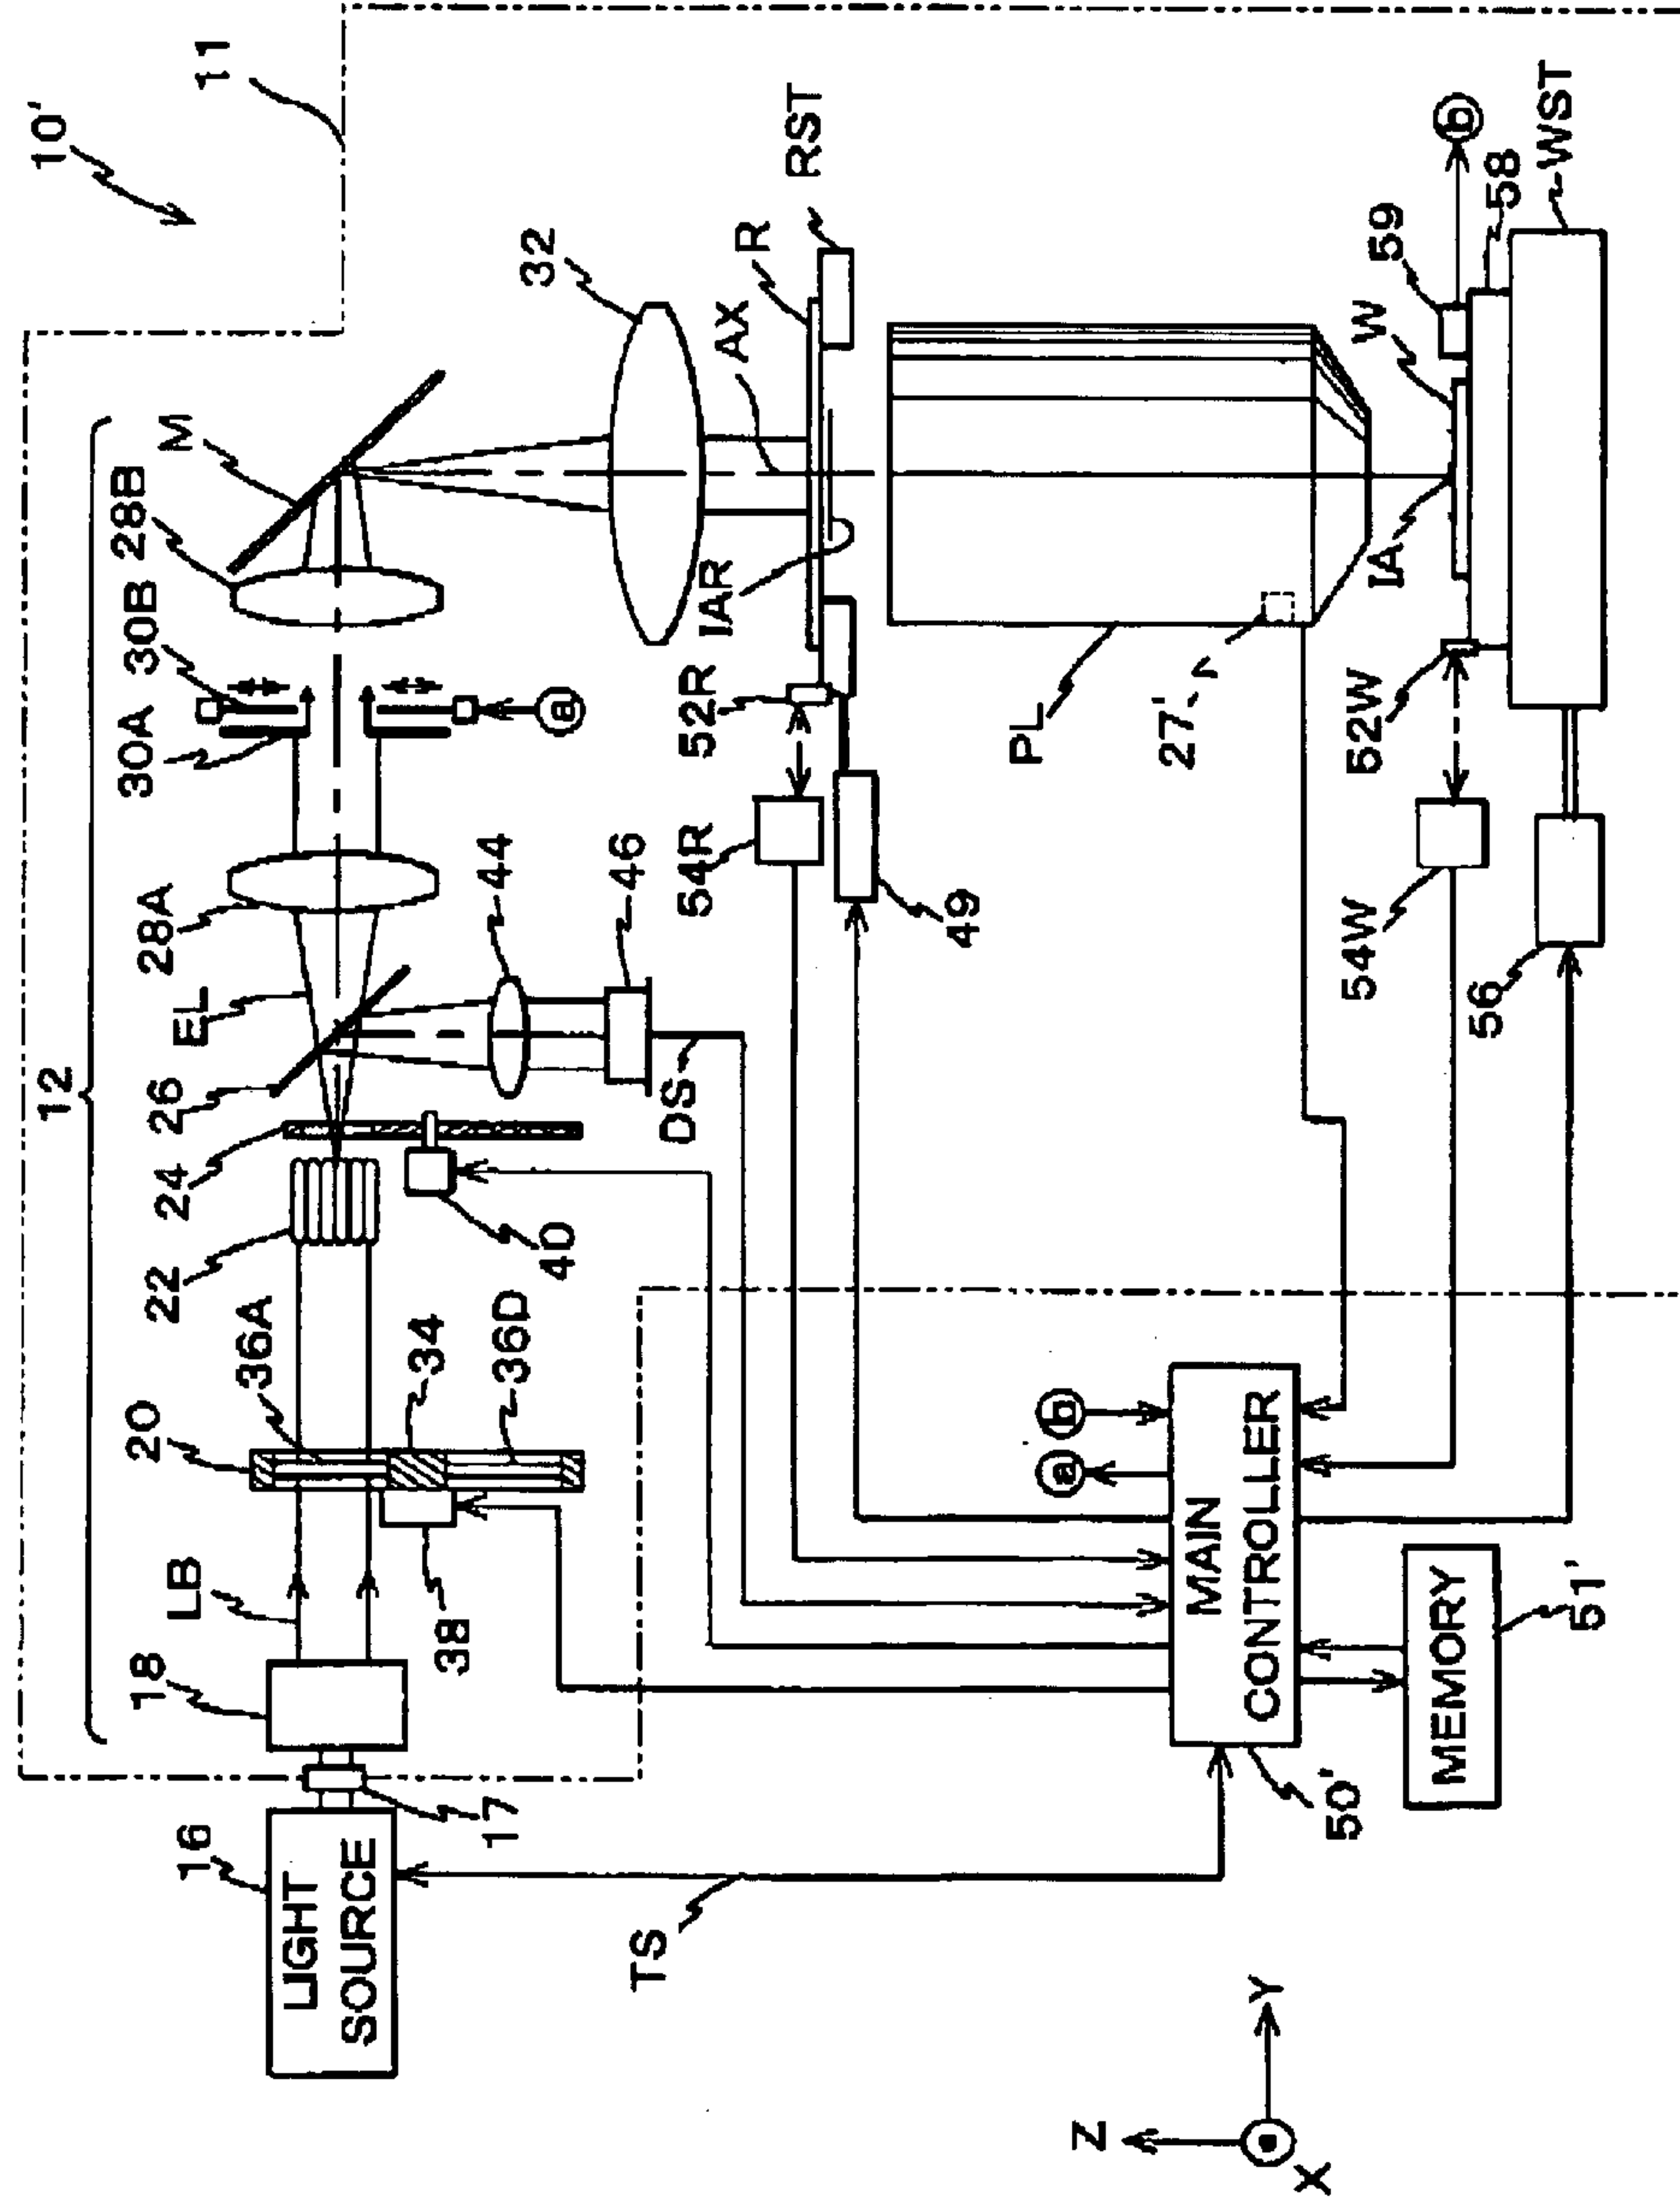 10'
11
12
M
28B
30B
30A
28A
EL
26
24
22
36A
20
LB
18
16
LIGHT
SOURCE
17
38
34
36D
40
44
46
DS
32
RST
R
AX
IAR
52R
54R
49
PL
27'
a
b
59
W
IA
58
WST
52W
54W
56
a
b
MAIN
CONTROLLER
50'
MEMORY
51'
TS
Z
Y
X